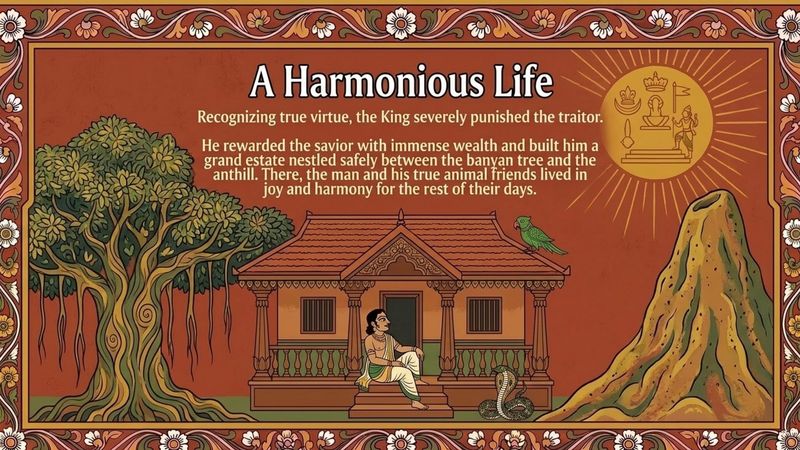 A Harmonious Life
Recognizing true virtue, the King severely punished the traitor.
He rewarded the savior with immense wealth and built him a
grand estate nestled safely between the banyan tree and the
anthill. There, the man and his true animal friends lived in
joy and harmony for the rest of their days.